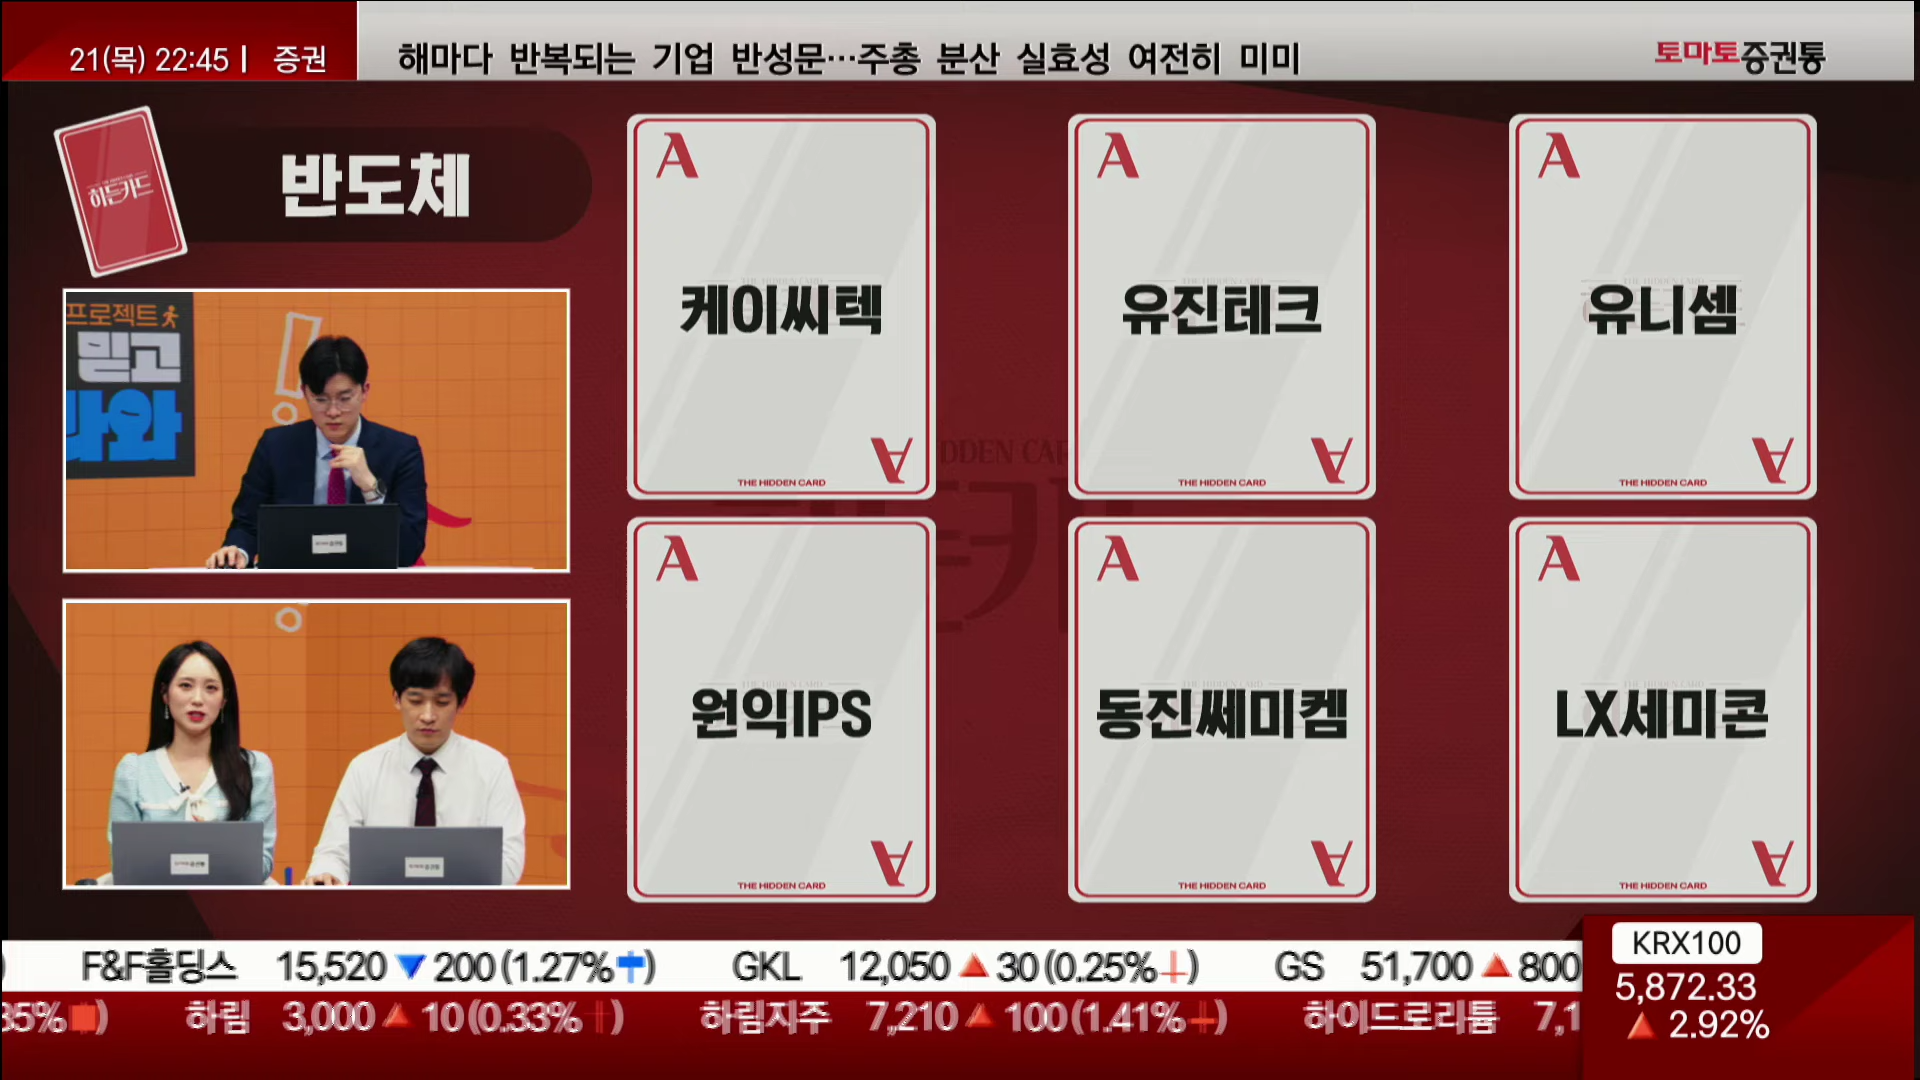 21(목) 22:45 | 증권
해마다 반복되는 기업 반성문…주총 분산 실효성 여전히 미미
토마토증권통
히든카드
반도체
프로젝트
믿고
나와
A
케이씨텍
A
THE HIDDEN CARD
A
유진테크
A
THE HIDDEN CARD
A
유니셈
A
THE HIDDEN CARD
A
원익IPS
A
THE HIDDEN CARD
A
동진쎄미켐
A
THE HIDDEN CARD
A
LX세미콘
A
THE HIDDEN CARD
) F&F홀딩스 15,520 ▼ 200 (1.27%) GKL 12,050 ▲ 30 (0.25%) GS 51,700 ▲ 800
35% ) 하림 3,000 ▲ 10 (0.33%) 하림지주 7,210 ▲ 100 (1.41%) 하이드로리튬 7,1
KRX100
5,872.33
▲ 2.92%